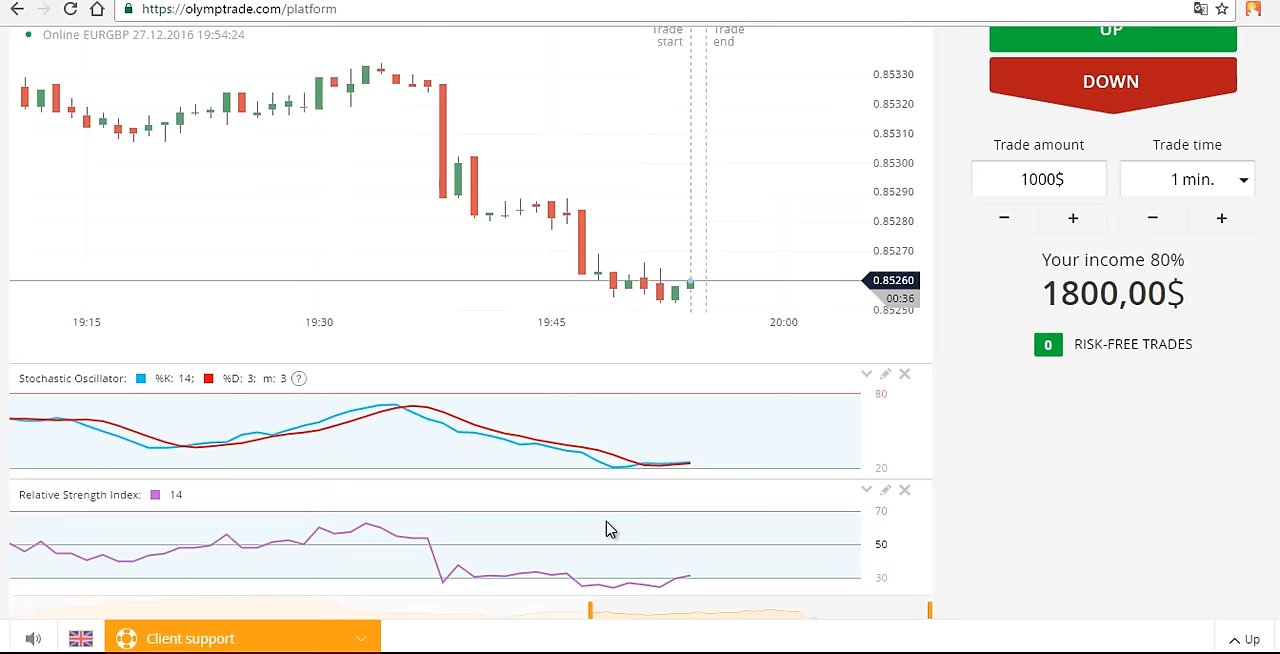 https://olymptrade.com/platform
Online EURGBP 27.12.2016 19:54:24
Trade start
Trade end
0.85330
0.85320
0.85310
0.85300
0.85290
0.85280
0.85270
0.85260
00:36
0.85250
19:15
19:30
19:45
20:00
Stochastic Oscillator: %K: 14; %D: 3; m: 3 ?
80
20
Relative Strength Index: 14
70
50
30
UP
DOWN
Trade amount
Trade time
1000$
1 min.
− + − +
Your income 80%
1800,00$
0 RISK-FREE TRADES
Client support
Up